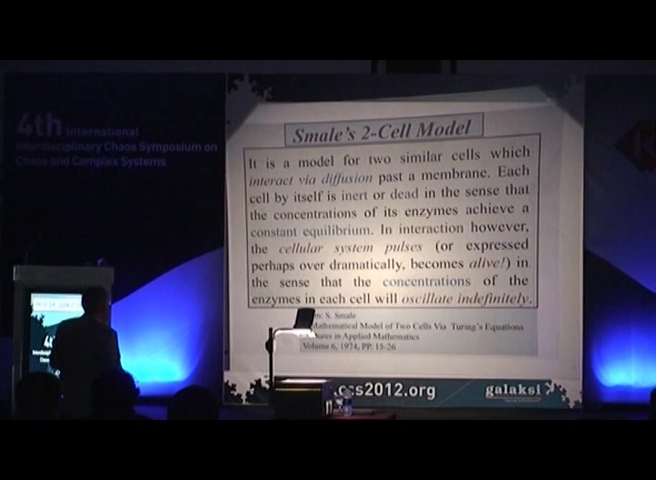 4th International
Interdisciplinary Chaos Symposium on
Chaos and Complex Systems
Smale's 2-Cell Model
It is a model for two similar cells which
interact via diffusion past a membrane. Each
cell by itself is inert or dead in the sense that
the concentrations of its enzymes achieve a
constant equilibrium. In interaction however,
the cellular system pulses (or expressed
perhaps over dramatically, becomes alive!) in
the sense that the concentrations of the
enzymes in each cell will oscillate indefinitely.
S. Smale
Mathematical Model of Two Cells Via Turing's Equations
in Applied Mathematics
Volume 6, 1974, PP. 15-26
ccs2012.org
galaksi